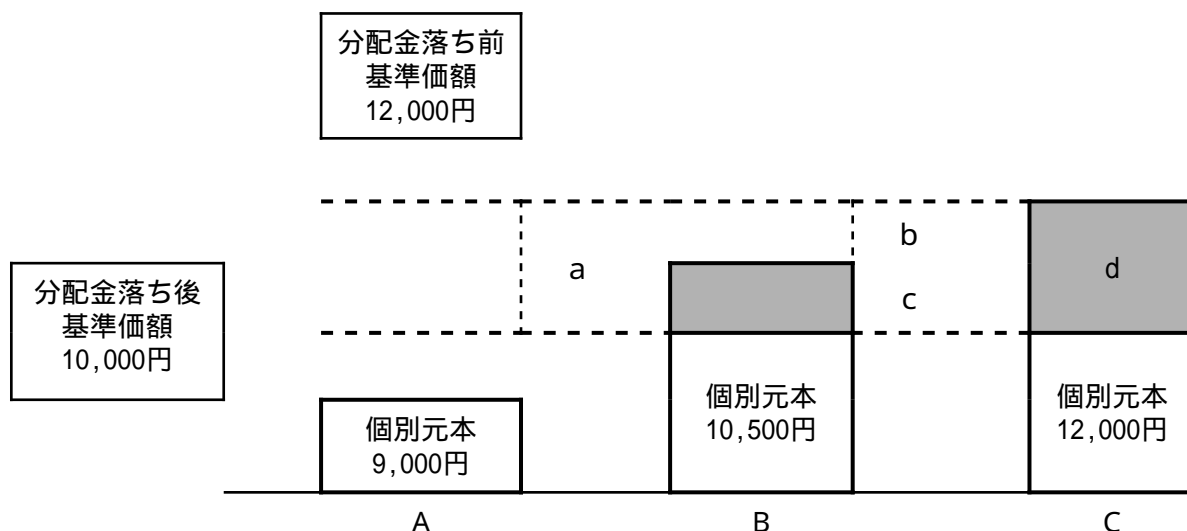 分配金落ち前
基準価額
12,000円
b
a
d
分配金落ち後
基準価額
10,000円
c
個別元本
9,000円
個別元本
10,500円
個別元本
12,000円
A
B
C